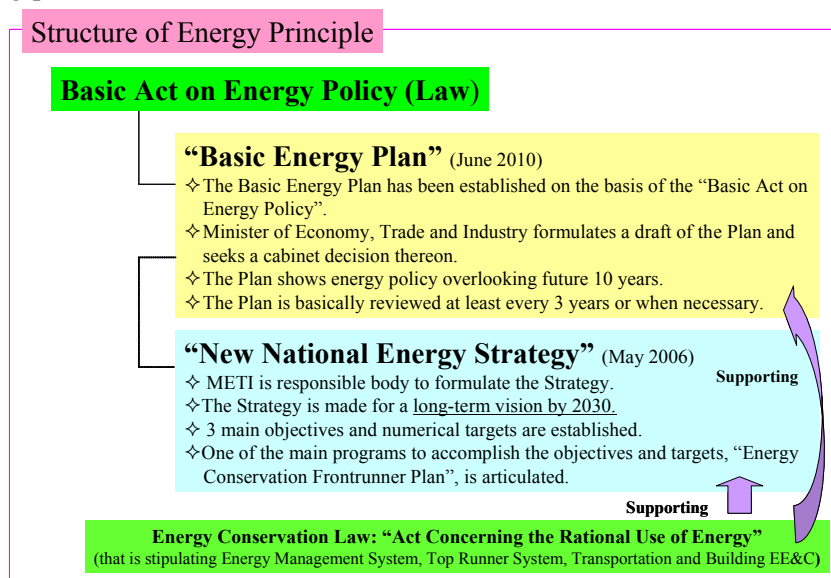 Structure of Energy Principle
Basic Act on Energy Policy (Law)
“Basic Energy Plan” (June 2010)
✧The Basic Energy Plan has been established on the basis of the “Basic Act on
Energy Policy”.
✧Minister of Economy, Trade and Industry formulates a draft of the Plan and
seeks a cabinet decision thereon.
✧The Plan shows energy policy overlooking future 10 years.
✧The Plan is basically reviewed at least every 3 years or when necessary.
“New National Energy Strategy” (May 2006)
✧ METI is responsible body to formulate the Strategy.
Supporting
✧The Strategy is made for a long-term vision by 2030.
✧ 3 main objectives and numerical targets are established.
✧One of the main programs to accomplish the objectives and targets, “Energy
Conservation Frontrunner Plan”, is articulated.
Supporting
Energy Conservation Law: “Act Concerning the Rational Use of Energy”
(that is stipulating Energy Management System, Top Runner System, Transportation and Building EE&C)